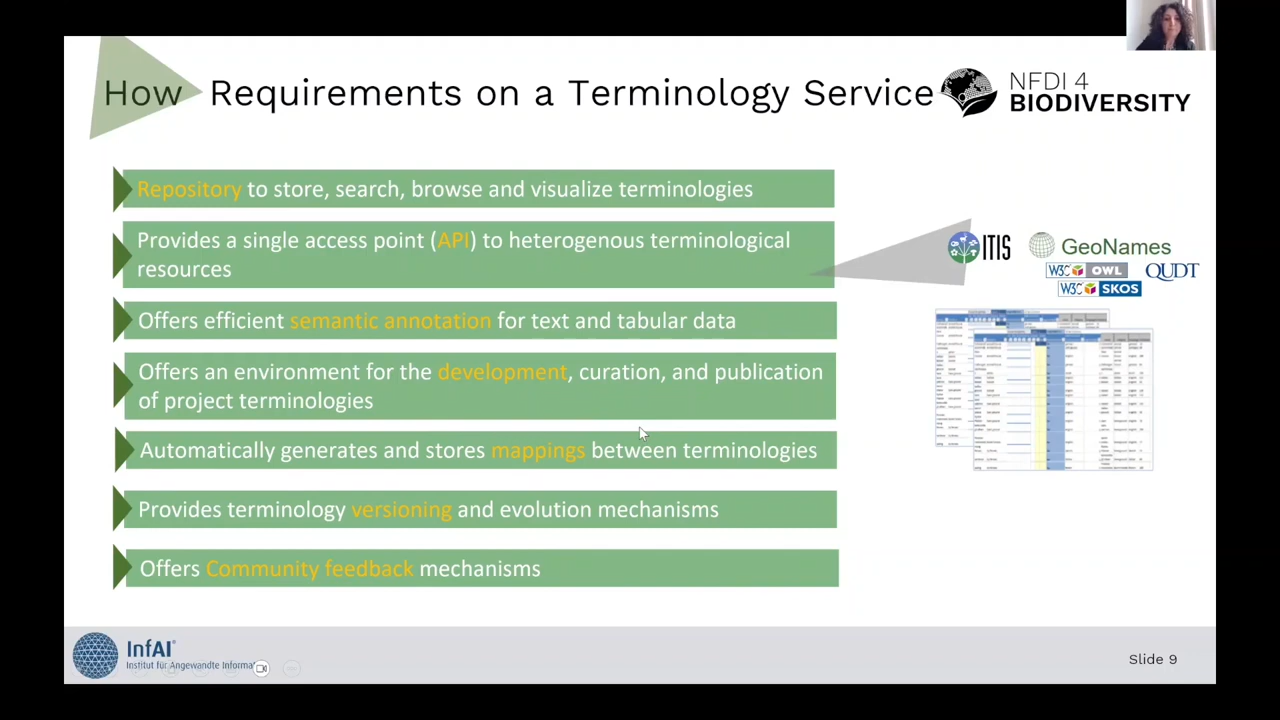 How Requirements on a Terminology Service
NFDI 4
BIODIVERSITY
Repository to store, search, browse and visualize terminologies
Provides a single access point (API) to heterogenous terminological
resources
ITIS
GeoNames
W3C OWL
QUDT
W3C SKOS
Offers efficient semantic annotation for text and tabular data
Offers an environment for the development, curation, and publication
of project terminologies
Automatically generates and stores mappings between terminologies
Provides terminology versioning and evolution mechanisms
Offers Community feedback mechanisms
InfAI®
Institut für Angewandte
Slide 9